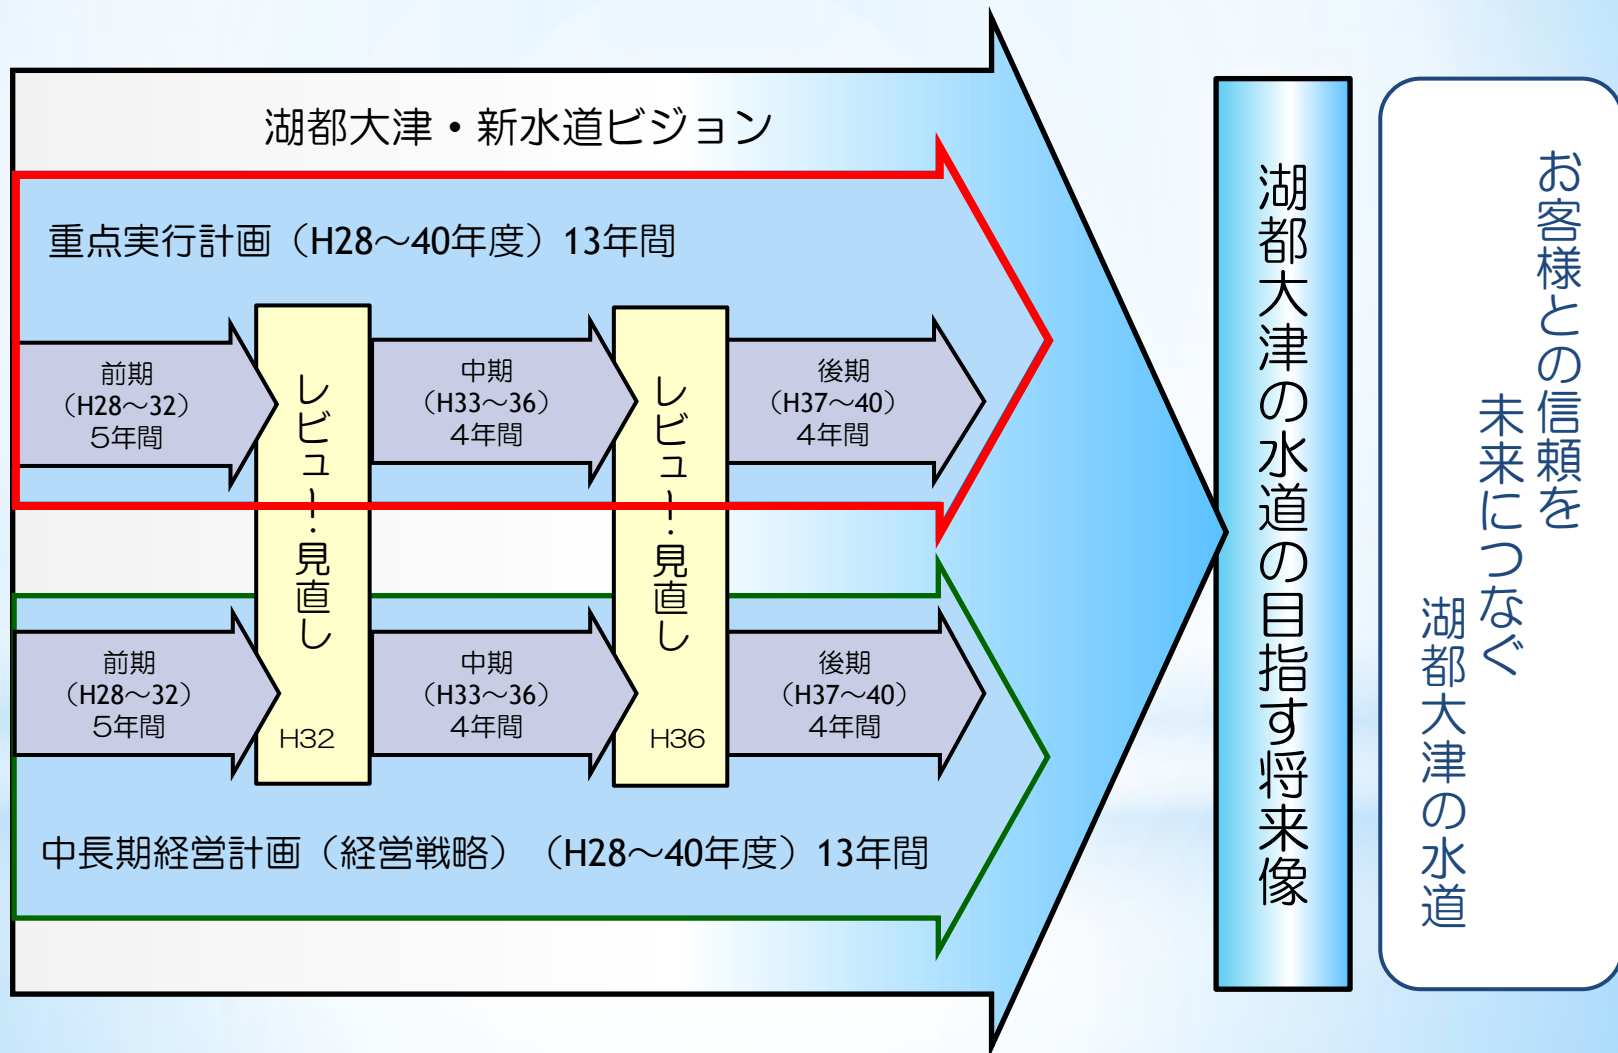 湖都大津・新水道ビジョン
重点実行計画（H28～40年度）13年間
前期
（H28～32）
5年間
レビュー・見直し
中期
（H33～36）
4年間
レビュー・見直し
後期
（H37～40）
4年間
前期
（H28～32）
5年間
H32
中期
（H33～36）
4年間
H36
後期
（H37～40）
4年間
中長期経営計画（経営戦略）（H28～40年度）13年間
湖都大津の水道の目指す将来像
お客様との信頼を
未来につなぐ
湖都大津の水道